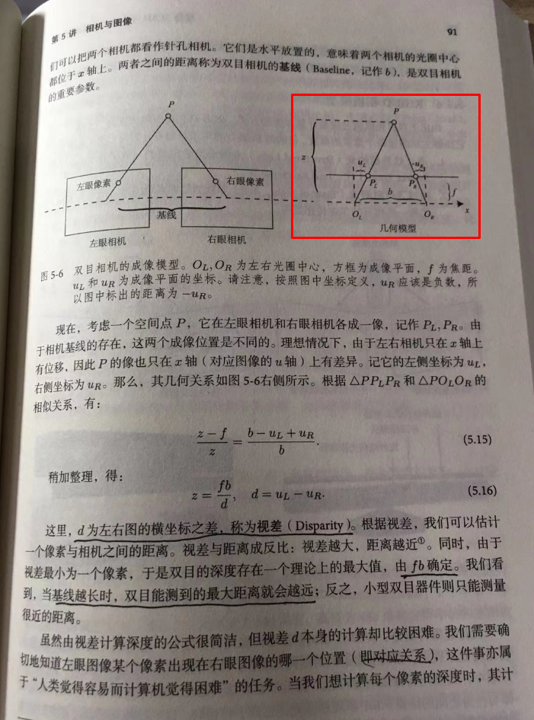 第 5 讲 相机与图像
91
们可以把两个相机都看作针孔相机。它们是水平放置的，意味着两个相机的光圈中心
都位于 x 轴上。两者之间的距离称为双目相机的基线（Baseline，记作 b），是双目相机
的重要参数。
P
左眼像素
右眼像素
基线
左眼相机
右眼相机
P
z
u_L
u_R
P_L
P_R
b
f
O_L
O_R
x
几何模型
图 5-6 双目相机的成像模型。O_L, O_R 为左右光圈中心，方框为成像平面，f 为焦距。
u_L 和 u_R 为成像平面的坐标。请注意，按照图中坐标定义，u_R 应该是负数，所
以图中标出的距离为 −u_R。
现在，考虑一个空间点 P，它在左眼相机和右眼相机各成一像，记作 P_L, P_R。由
于相机基线的存在，这两个成像位置是不同的。理想情况下，由于左右相机只在 x 轴上
有位移，因此 P 的像也只在 x 轴（对应图像的 u 轴）上有差异。记它的左侧坐标为 u_L，
右侧坐标为 u_R。那么，其几何关系如图 5-6右侧所示。根据 △PP_LP_R 和 △PO_LO_R 的
相似关系，有：
(z − f)/z = (b − u_L + u_R)/b. (5.15)
稍加整理，得：
z = fb/d, d = u_L − u_R. (5.16)
这里，d 为左右图的横坐标之差，称为视差（Disparity）。根据视差，我们可以估计
一个像素与相机之间的距离。视差与距离成反比：视差越大，距离越近①。同时，由于
视差最小为一个像素，于是双目的深度存在一个理论上的最大值，由 fb 确定。我们看
到，当基线越长时，双目能测到的最大距离就会越远；反之，小型双目器件则只能测量
很近的距离。
虽然由视差计算深度的公式很简洁，但视差 d 本身的计算却比较困难。我们需要确
切地知道左眼图像某个像素出现在右眼图像的哪一个位置（即对应关系），这件事亦属
于“人类觉得容易而计算机觉得困难”的任务。当我们想计算每个像素的深度时，其计